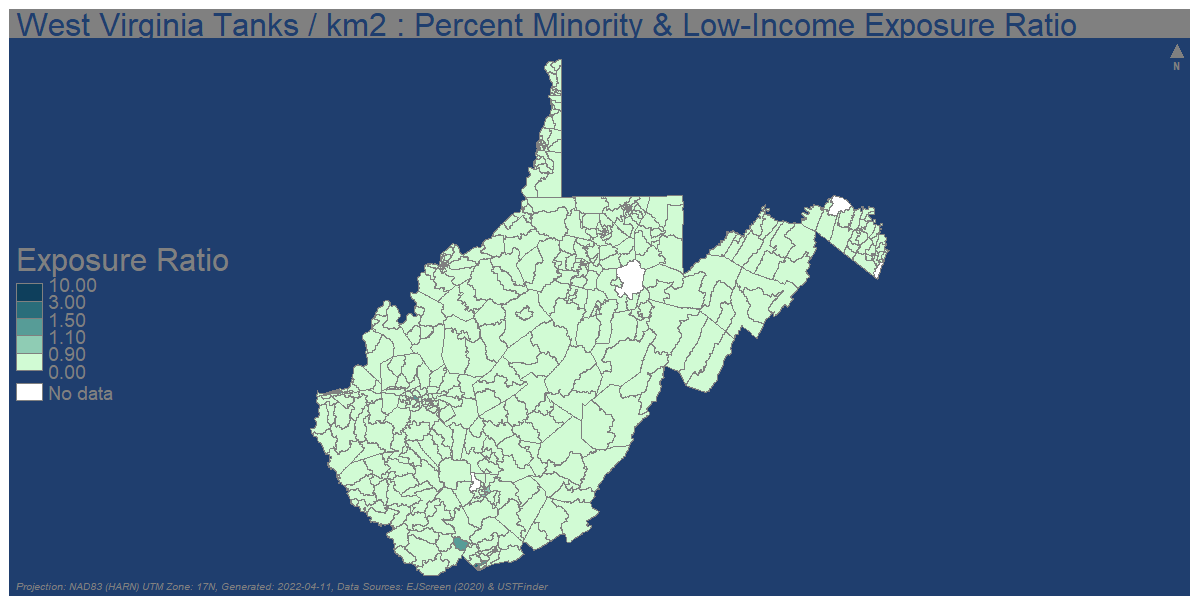 West Virginia Tanks / km2 : Percent Minority & Low-Income Exposure Ratio
N
Exposure Ratio
10.00
3.00
1.50
1.10
0.90
0.00
No data
Projection: NAD83 (HARN) UTM Zone: 17N, Generated: 2022-04-11, Data Sources: EJScreen (2020) & USTFinder